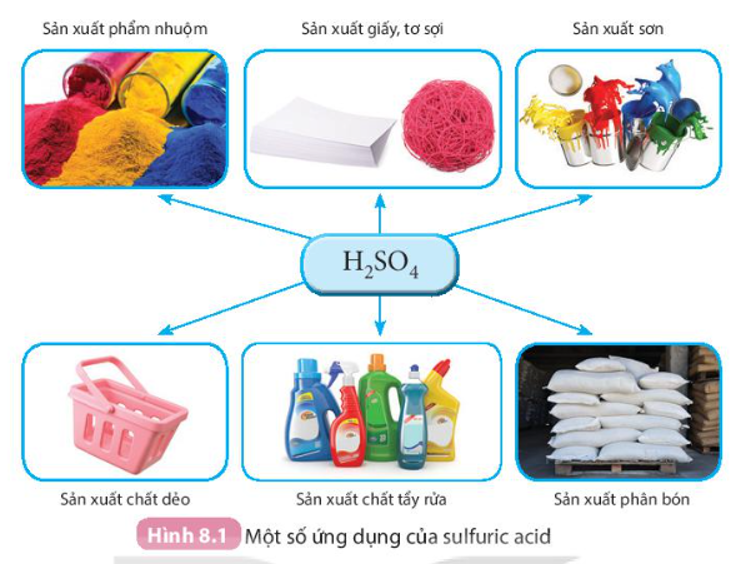 Sản xuất phẩm nhuộm
Sản xuất giấy, tơ sợi
Sản xuất sơn
H₂SO₄
Sản xuất chất dẻo
Sản xuất chất tẩy rửa
Sản xuất phân bón
Hình 8.1 Một số ứng dụng của sulfuric acid